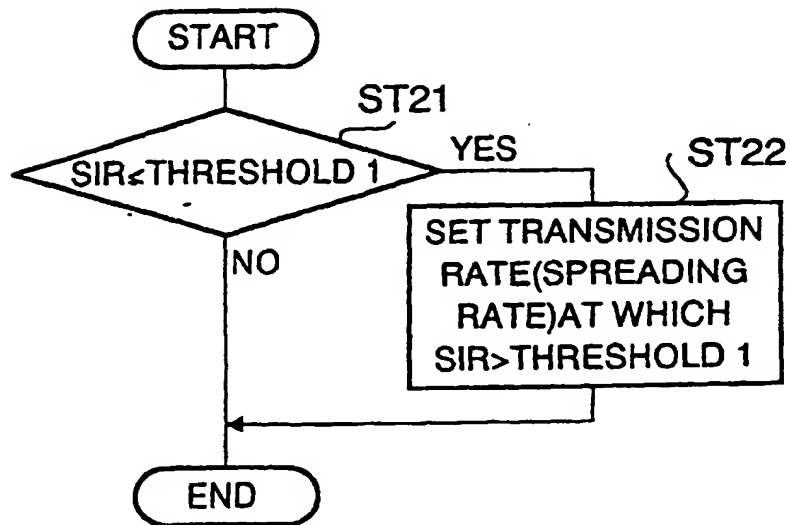 START
ST21
SIR≤THRESHOLD 1
YES
ST22
SET TRANSMISSION
RATE(SPREADING
RATE)AT WHICH
SIR>THRESHOLD 1
NO
END